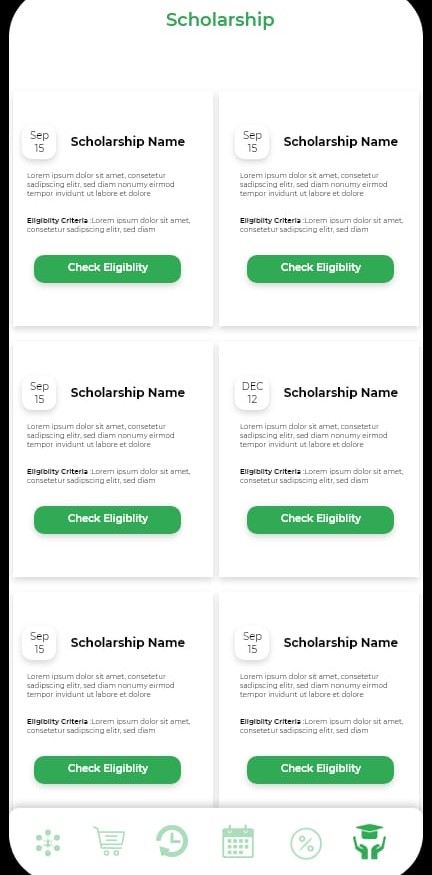 Scholarship
Sep
15
Scholarship Name
Lorem ipsum dolor sit amet, consetetur
sadipscing elitr, sed diam nonumy eirmod
tempor invidunt ut labore et dolore
Eligiblity Criteria :Lorem ipsum dolor sit amet,
consetetur sadipscing elitr, sed diam
Check Eligiblity
Sep
15
Scholarship Name
Lorem ipsum dolor sit amet, consetetur
sadipscing elitr, sed diam nonumy eirmod
tempor invidunt ut labore et dolore
Eligiblity Criteria :Lorem ipsum dolor sit amet,
consetetur sadipscing elitr, sed diam
Check Eligiblity
Sep
15
Scholarship Name
Lorem ipsum dolor sit amet, consetetur
sadipscing elitr, sed diam nonumy eirmod
tempor invidunt ut labore et dolore
Eligiblity Criteria :Lorem ipsum dolor sit amet,
consetetur sadipscing elitr, sed diam
Check Eligiblity
DEC
12
Scholarship Name
Lorem ipsum dolor sit amet, consetetur
sadipscing elitr, sed diam nonumy eirmod
tempor invidunt ut labore et dolore
Eligiblity Criteria :Lorem ipsum dolor sit amet,
consetetur sadipscing elitr, sed diam
Check Eligiblity
Sep
15
Scholarship Name
Lorem ipsum dolor sit amet, consetetur
sadipscing elitr, sed diam nonumy eirmod
tempor invidunt ut labore et dolore
Eligiblity Criteria :Lorem ipsum dolor sit amet,
consetetur sadipscing elitr, sed diam
Check Eligiblity
Sep
15
Scholarship Name
Lorem ipsum dolor sit amet, consetetur
sadipscing elitr, sed diam nonumy eirmod
tempor invidunt ut labore et dolore
Eligiblity Criteria :Lorem ipsum dolor sit amet,
consetetur sadipscing elitr, sed diam
Check Eligiblity